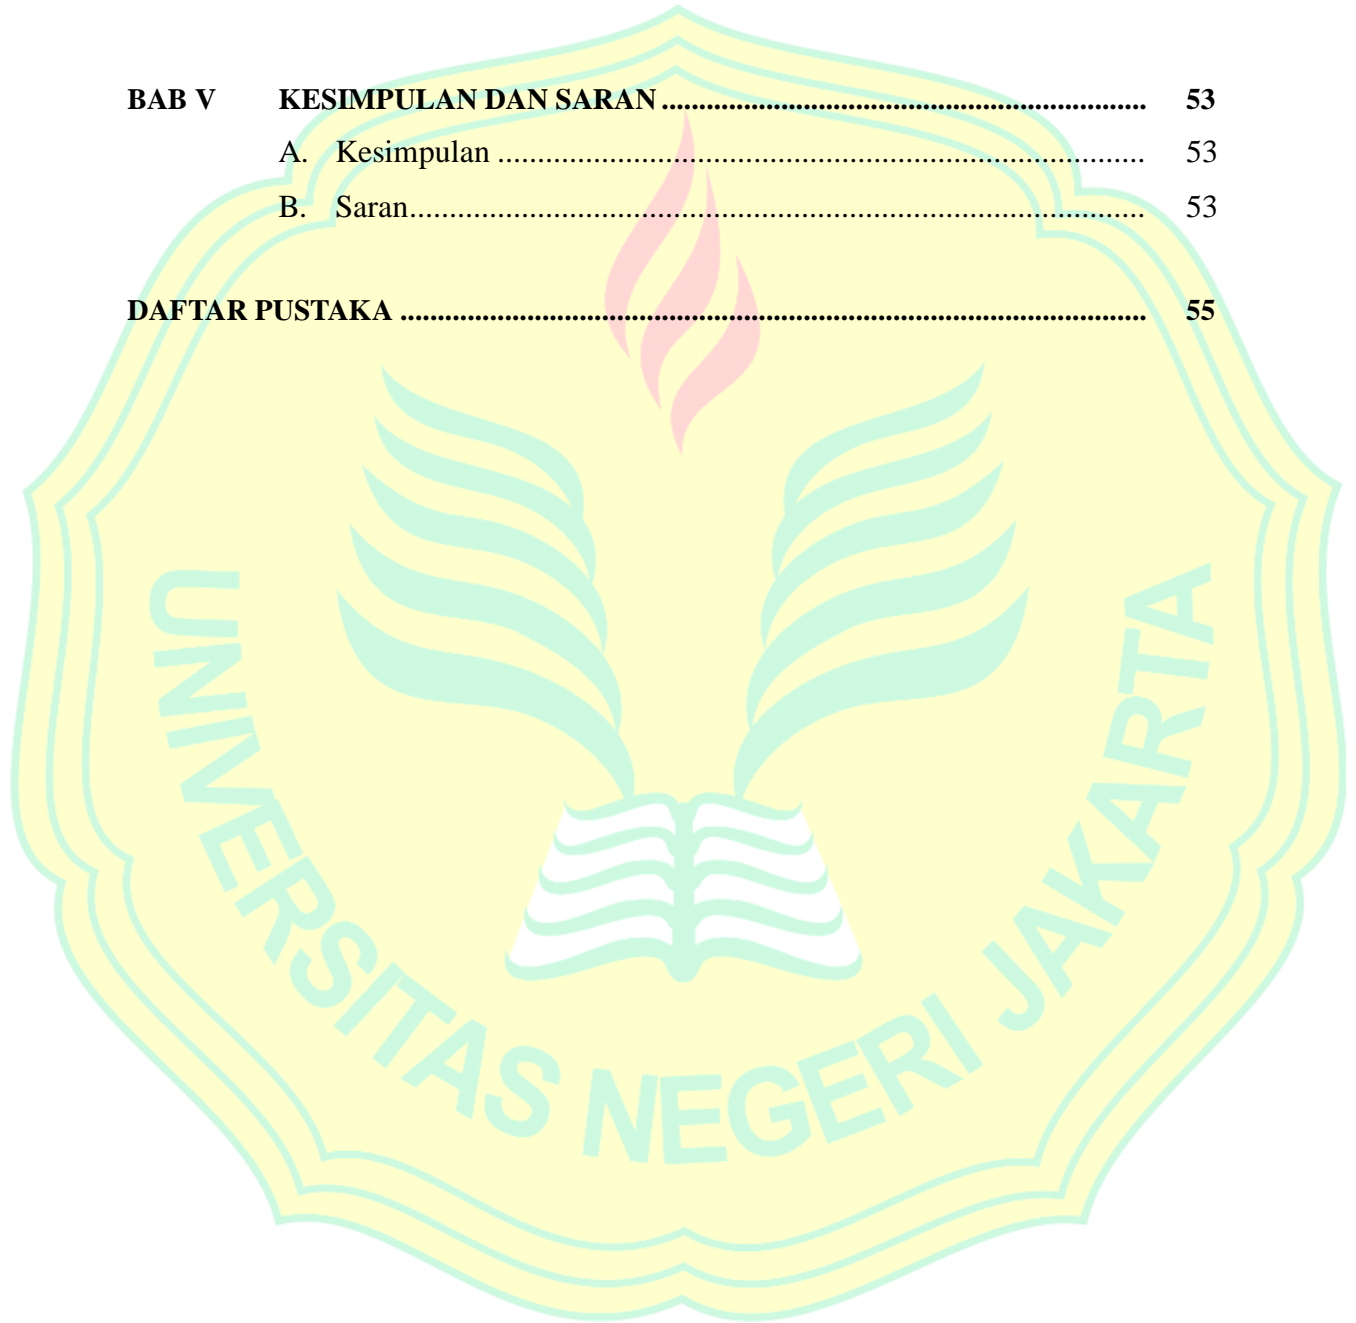 BAB V KESIMPULAN DAN SARAN ................................................................. 53
A. Kesimpulan ................................................................................. 53
B. Saran............................................................................................ 53
DAFTAR PUSTAKA .................................................................................................... 55
UNIVERSITAS NEGERI JAKARTA